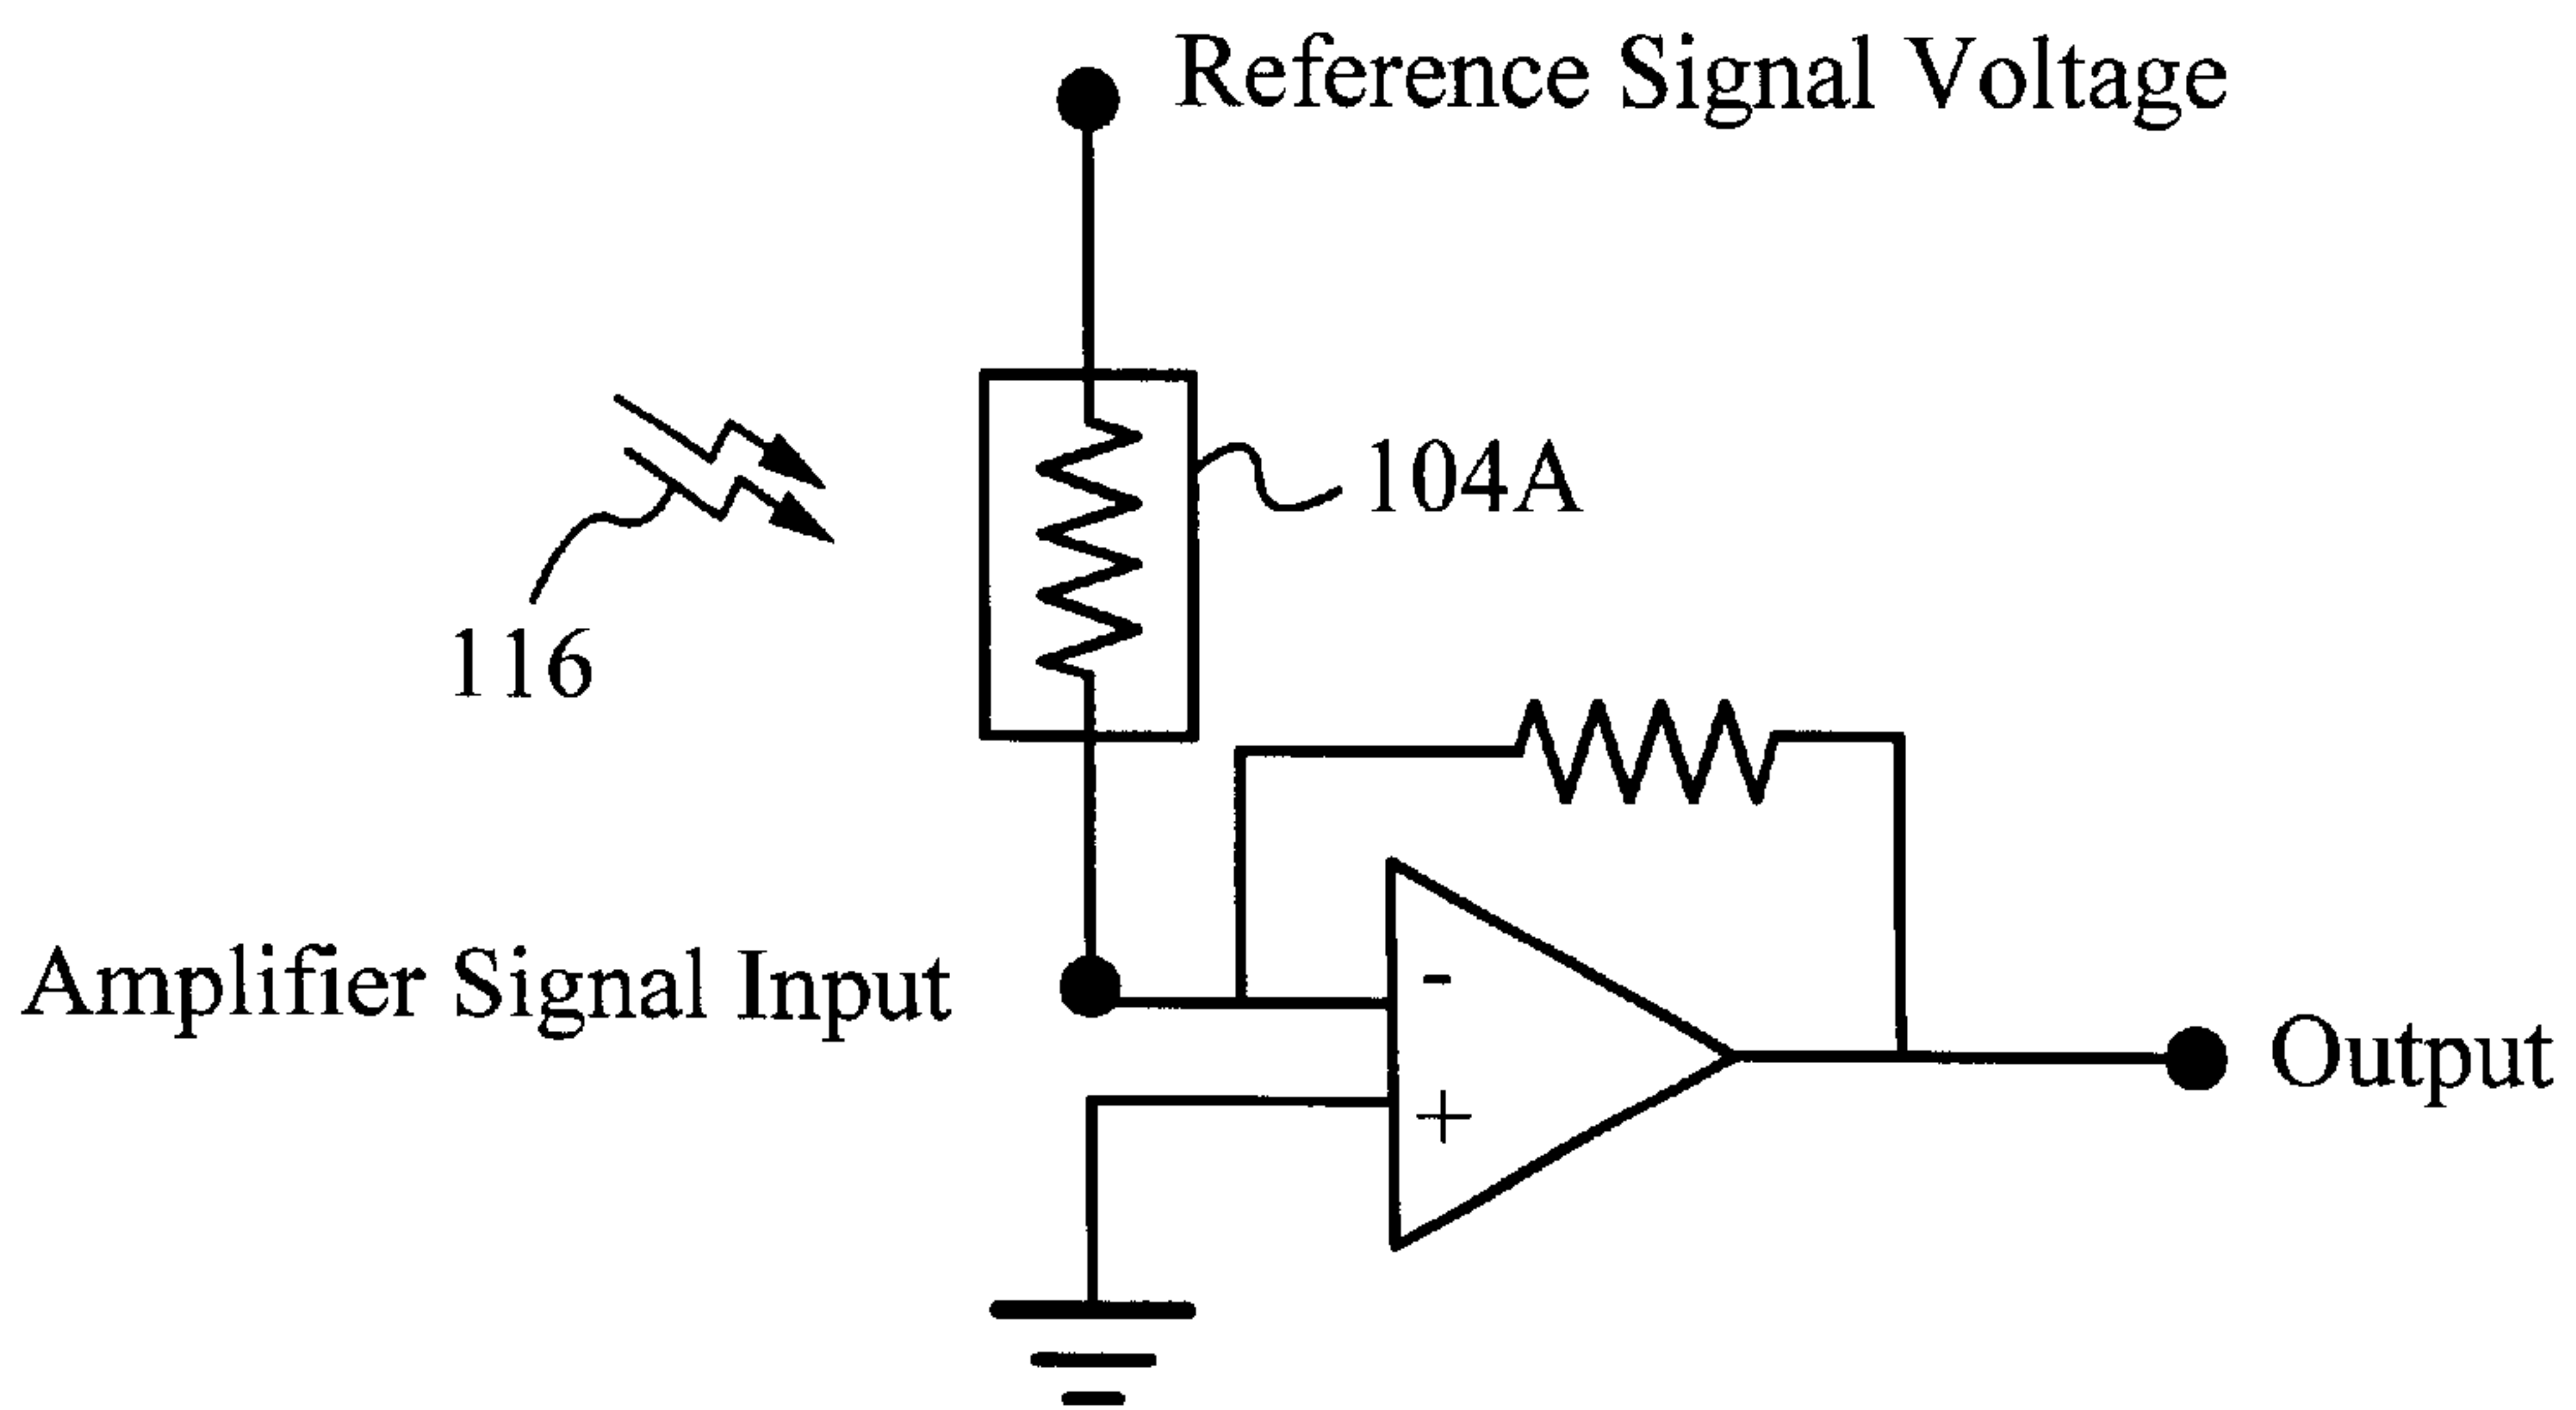 Reference Signal Voltage
104A
116
Amplifier Signal Input
-
+
Output